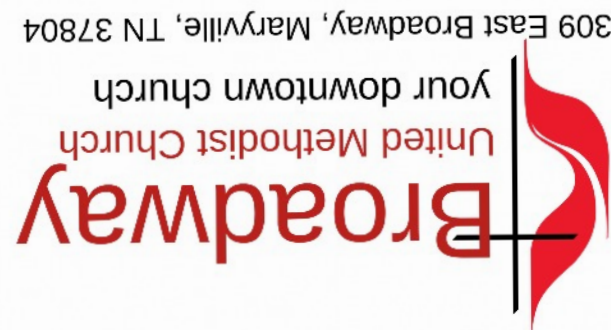 Broadway
United Methodist Church
your downtown church
309 East Broadway, Maryville, TN 37804